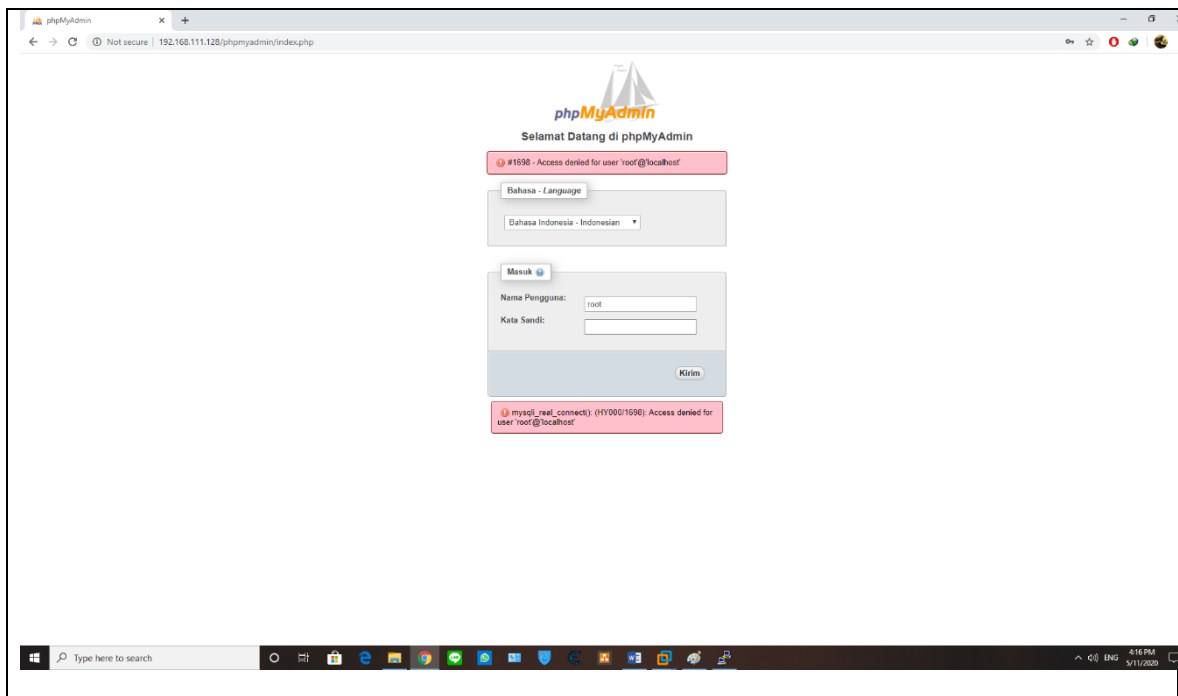 phpMyAdmin
Not secure | 192.168.111.128/phpmyadmin/index.php
phpMyAdmin
Selamat Datang di phpMyAdmin
#1698 - Access denied for user 'root'@'localhost'
Bahasa - Language
Bahasa Indonesia - Indonesian
Masuk
Nama Pengguna:
root
Kata Sandi:
Kirim
mysqli_real_connect(): (HY000/1698): Access denied for
user 'root'@'localhost'
Type here to search
ENG
4:16 PM
5/11/2020